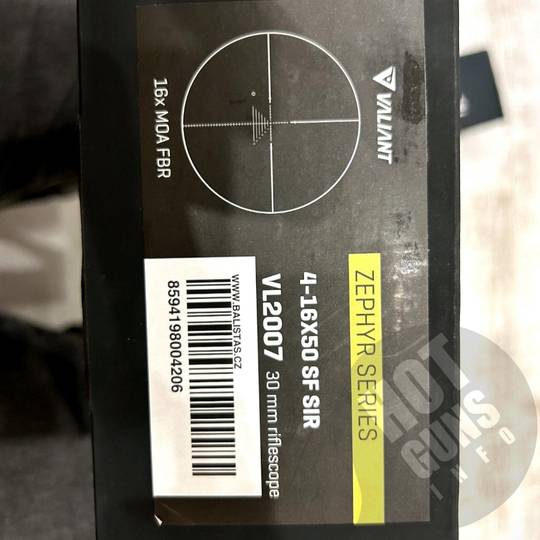 VALIANT
16x MOA FBR
ZEPHYR SERIES
4-16X50 SF SIR
VL2007 30 mm riflescope
WWW.BALISTAS.CZ
8594198004206
HOT
GUNS
INFO